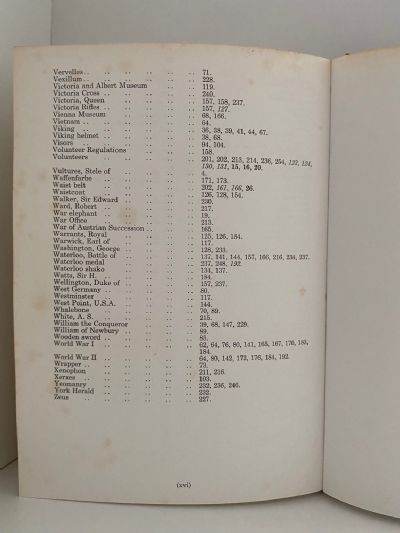 Vervelles .. .. .. .. .. .. 71.
Vexillum .. .. .. .. .. .. 228.
Victoria and Albert Museum .. .. .. 119.
Victoria Cross .. .. .. .. .. 240.
Victoria, Queen .. .. .. .. 157, 158, 237.
Victoria Rifles .. .. .. .. .. 157, 127.
Vienna Museum .. .. .. .. 68, 166.
Vietnam .. .. .. .. .. .. 64.
Viking .. .. .. .. .. .. 36, 38, 39, 41, 44, 67.
Viking helmet .. .. .. .. .. 38, 68.
Visors .. .. .. .. .. .. 94, 104.
Volunteer Regulations .. .. .. .. 158.
Volunteers .. .. .. .. .. 201, 202, 213, 214, 236, 254, 122, 124,
130, 131, 15, 16, 20.
Vultures, Stele of .. .. .. .. 4.
Waffenfarbe .. .. .. .. .. 171, 173.
Waist belt .. .. .. .. .. 202, 161, 166, 26.
Waistcoat .. .. .. .. .. 126, 128, 154.
Walker, Sir Edward .. .. .. .. 230.
Ward, Robert .. .. .. .. .. 217.
War elephant .. .. .. .. .. 19.
War Office .. .. .. .. .. 213.
War of Austrian Succession .. .. .. 165.
Warrants, Royal .. .. .. .. 125, 126, 184.
Warwick, Earl of .. .. .. .. 117.
Washington, George .. .. .. .. 128, 233.
Waterloo, Battle of .. .. .. .. 137, 141, 144, 157, 166, 216, 234, 237.
Waterloo medal .. .. .. .. 237, 248, 192.
Waterloo shako .. .. .. .. 134, 137.
Watts, Sir H. .. .. .. .. .. 184.
Wellington, Duke of .. .. .. .. 157, 237.
West Germany .. .. .. .. .. 80.
Westminster .. .. .. .. .. 117.
West Point, U.S.A. .. .. .. .. 144.
Whalebone .. .. .. .. .. 70, 89.
White, A. S. .. .. .. .. .. 215.
William the Conqueror .. .. .. .. 39, 68, 147, 229.
William of Newbury .. .. .. .. 89.
Wooden sword .. .. .. .. .. 85.
World War I .. .. .. .. .. 62, 64, 76, 80, 141, 165, 167, 170, 183,
184.
World War II .. .. .. .. .. 64, 80, 142, 172, 176, 184, 192.
Wrapper .. .. .. .. .. .. 73.
Xenophon .. .. .. .. .. 211, 216.
Xerxes .. .. .. .. .. .. 103.
Yeomanry .. .. .. .. .. 232, 236, 240.
York Herald .. .. .. .. .. 232.
Zeus .. .. .. .. .. .. 227.
(xvi)